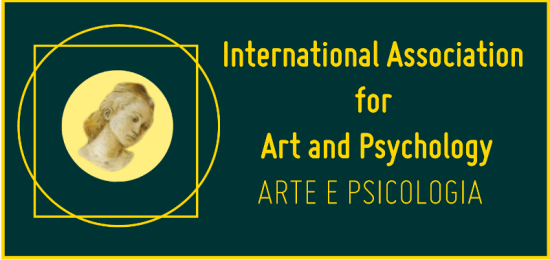 International Association
for
Art and Psychology
ARTE E PSICOLOGIA